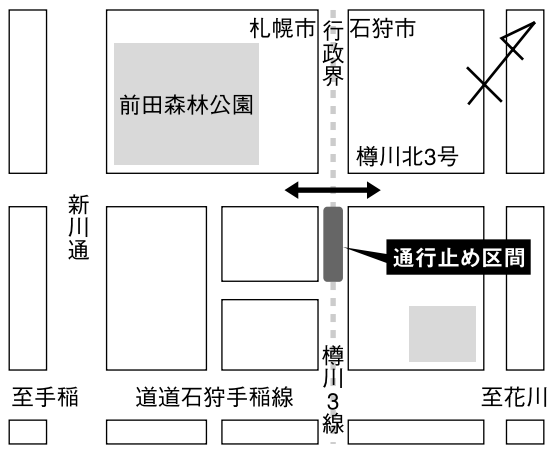 札幌市
行政界
石狩市
前田森林公園
樽川北3号
新川通
通行止め区間
樽川3線
至手稲
道道石狩手稲線
至花川